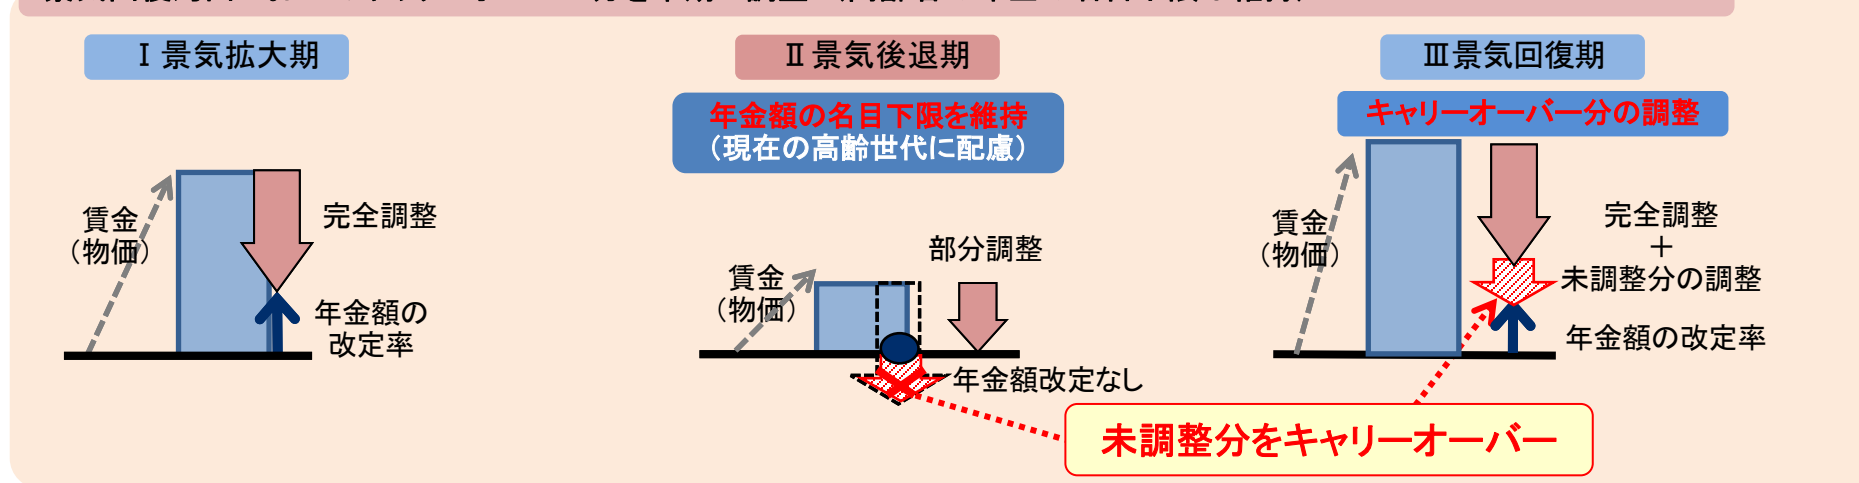 Ⅰ 景気拡大期
賃金
（物価）
完全調整
年金額の
改定率
Ⅱ 景気後退期
年金額の名目下限を維持
（現在の高齢世代に配慮）
賃金
（物価）
部分調整
年金額改定なし
Ⅲ景気回復期
キャリーオーバー分の調整
賃金
（物価）
完全調整
＋
未調整分の調整
年金額の改定率
未調整分をキャリーオーバー